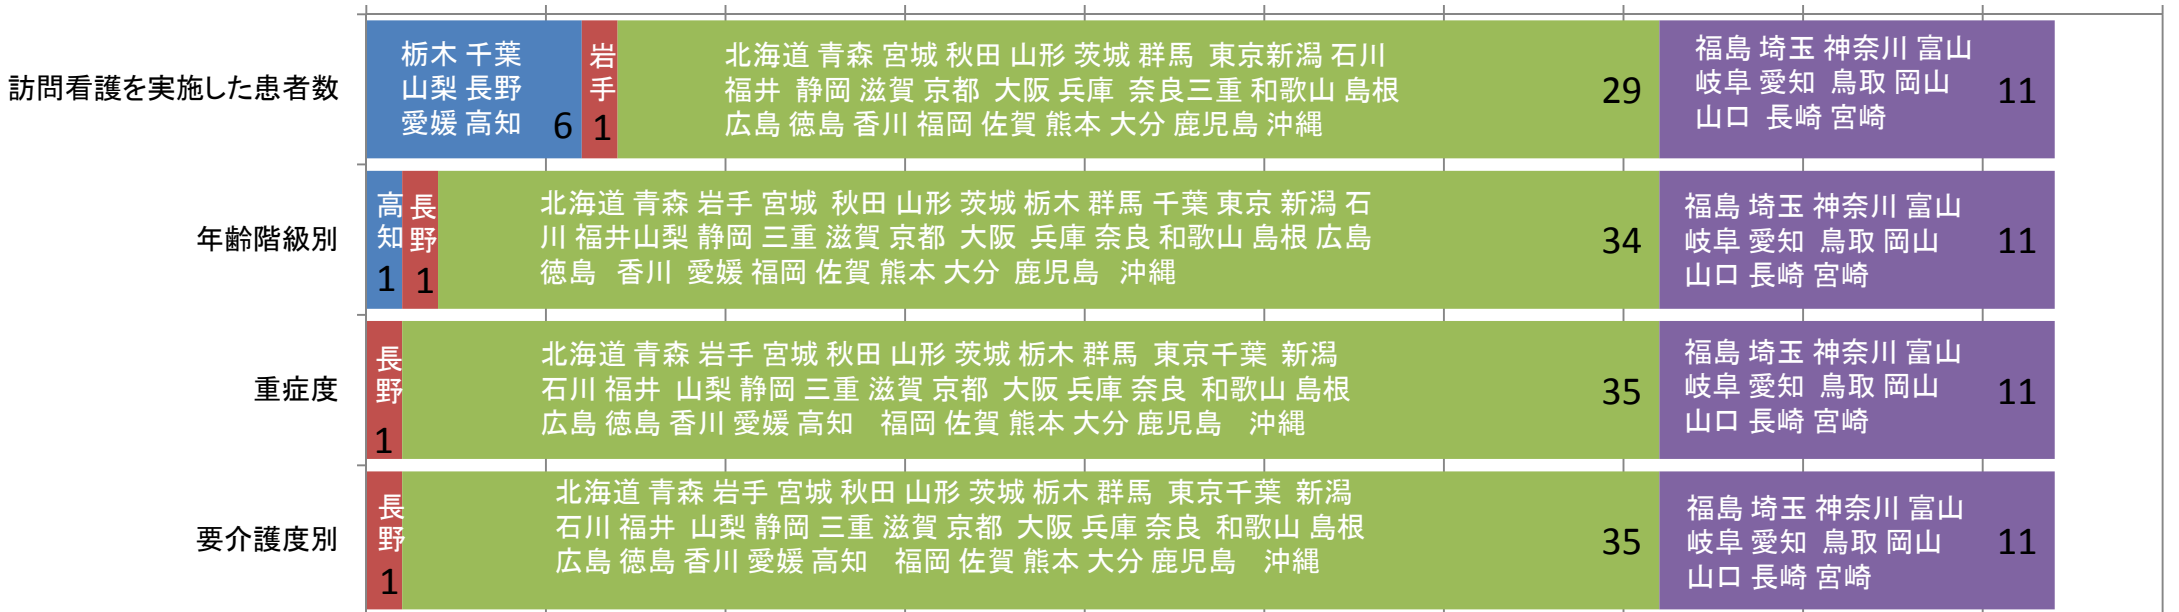 訪問看護を実施した患者数
栃木 千葉
山梨 長野
愛媛 高知 6
岩手
1
北海道 青森 宮城 秋田 山形 茨城 群馬 東京新潟 石川
福井 静岡 滋賀 京都 大阪 兵庫 奈良三重 和歌山 島根
広島 徳島 香川 福岡 佐賀 熊本 大分 鹿児島 沖縄
29
福島 埼玉 神奈川 富山
岐阜 愛知 鳥取 岡山
山口 長崎 宮崎
11
年齢階級別
高知
1
長野
1
北海道 青森 岩手 宮城 秋田 山形 茨城 栃木 群馬 千葉 東京 新潟 石
川 福井山梨 静岡 三重 滋賀 京都 大阪 兵庫 奈良 和歌山 島根 広島
徳島 香川 愛媛 福岡 佐賀 熊本 大分 鹿児島 沖縄
34
福島 埼玉 神奈川 富山
岐阜 愛知 鳥取 岡山
山口 長崎 宮崎
11
重症度
長野
1
北海道 青森 岩手 宮城 秋田 山形 茨城 栃木 群馬 東京千葉 新潟
石川 福井 山梨 静岡 三重 滋賀 京都 大阪 兵庫 奈良 和歌山 島根
広島 徳島 香川 愛媛 高知 福岡 佐賀 熊本 大分 鹿児島 沖縄
35
福島 埼玉 神奈川 富山
岐阜 愛知 鳥取 岡山
山口 長崎 宮崎
11
要介護度別
長野
1
北海道 青森 岩手 宮城 秋田 山形 茨城 栃木 群馬 東京千葉 新潟
石川 福井 山梨 静岡 三重 滋賀 京都 大阪 兵庫 奈良 和歌山 島根
広島 徳島 香川 愛媛 高知 福岡 佐賀 熊本 大分 鹿児島 沖縄
35
福島 埼玉 神奈川 富山
岐阜 愛知 鳥取 岡山
山口 長崎 宮崎
11